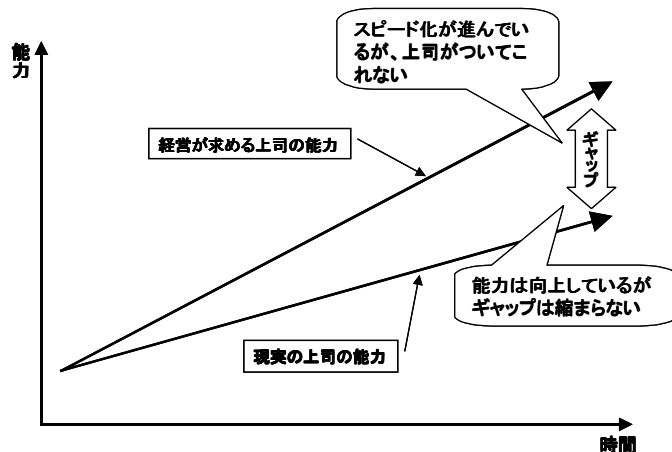 スピード化が進んでい
るが、上司がついてこ
れない
能力
経営が求める上司の能力
ギャップ
能力は向上しているが
ギャップは縮まらない
現実の上司の能力
時間